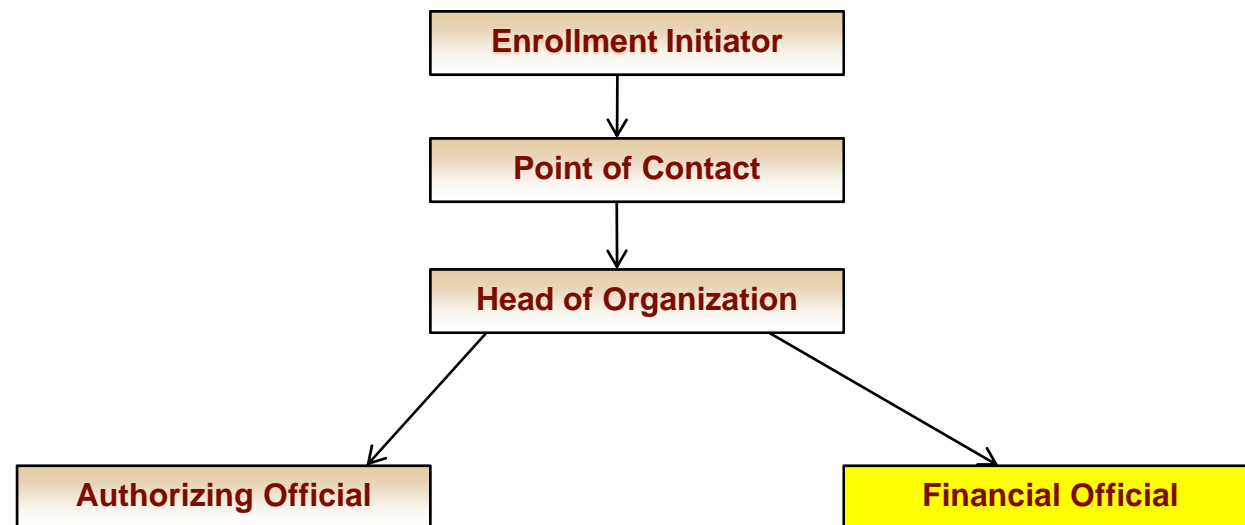 Enrollment Initiator
Point of Contact
Head of Organization
Authorizing Official
Financial Official